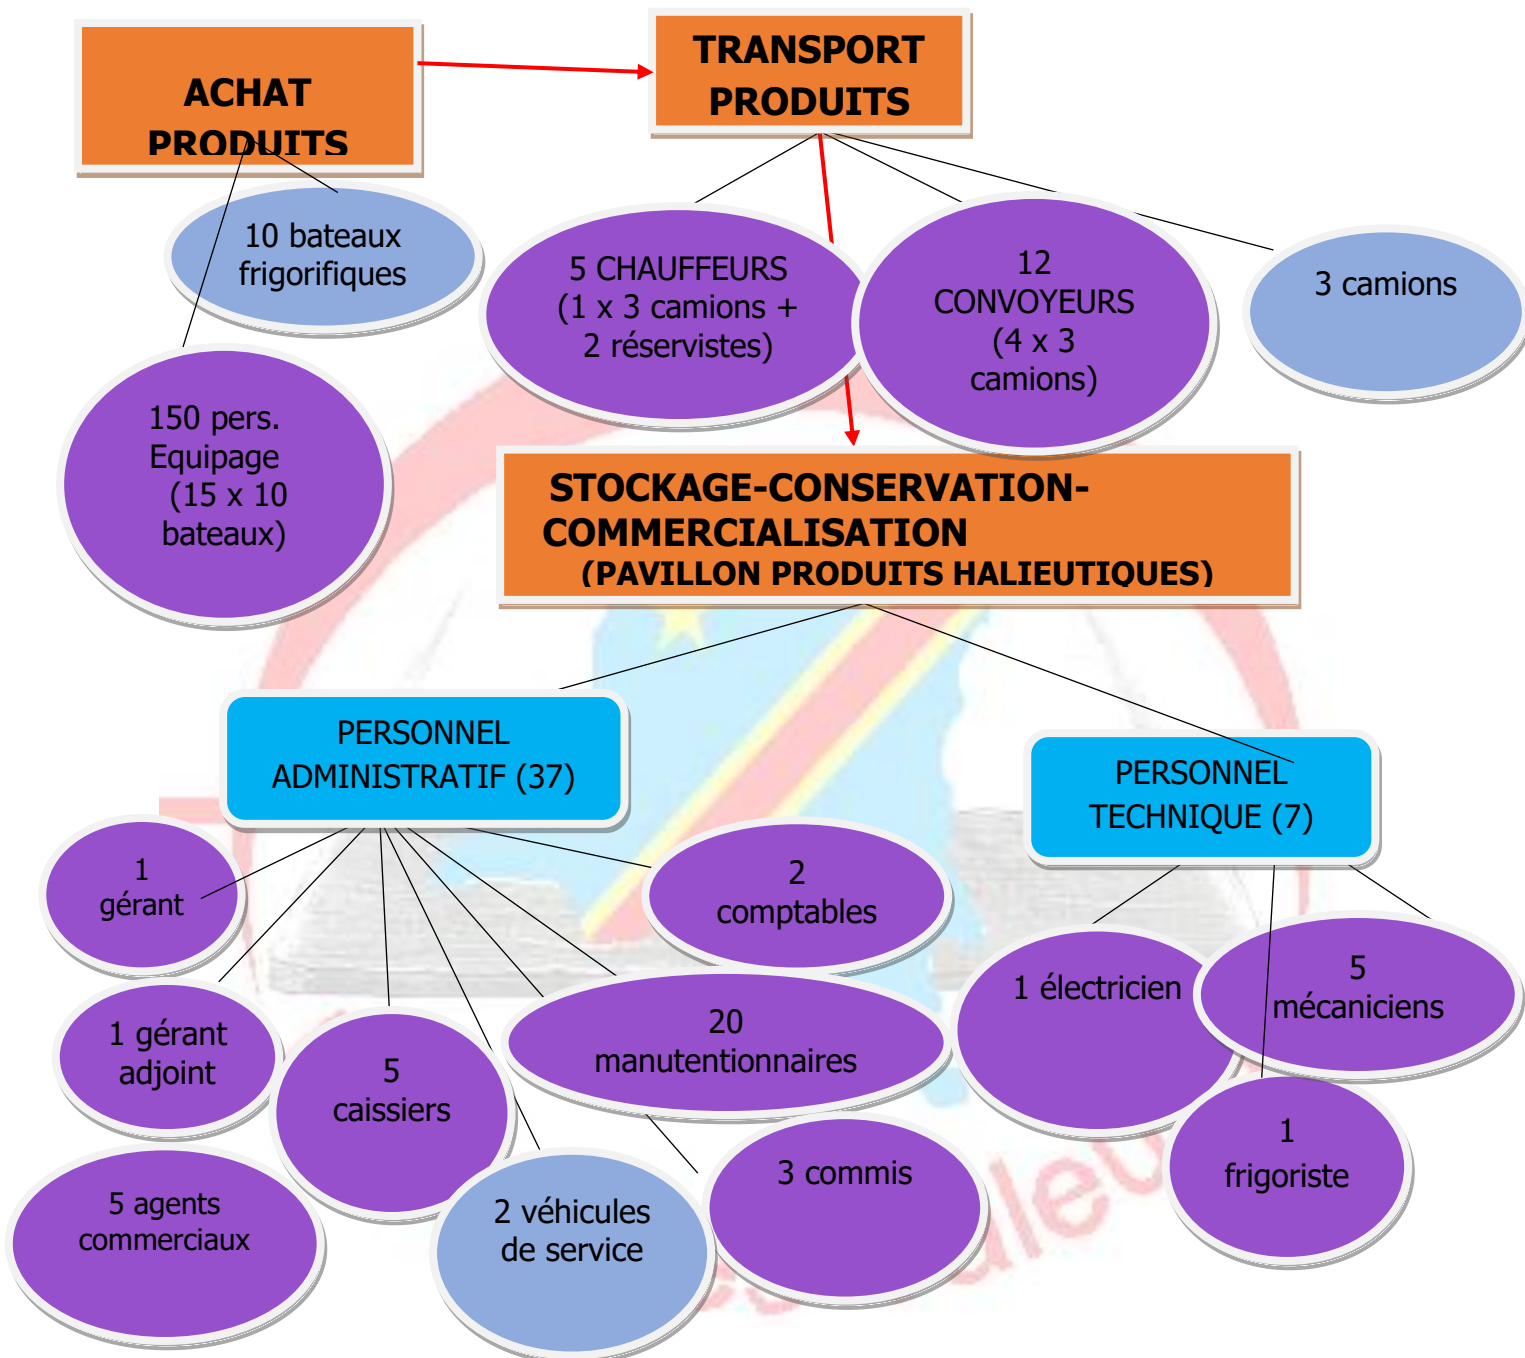 ACHAT
PRODUITS
TRANSPORT
PRODUITS
10 bateaux
frigorifiques
5 CHAUFFEURS
(1 x 3 camions +
2 réservistes)
12
CONVOYEURS
(4 x 3
camions)
3 camions
150 pers.
Equipage
(15 x 10
bateaux)
STOCKAGE-CONSERVATION-
COMMERCIALISATION
(PAVILLON PRODUITS HALIEUTIQUES)
PERSONNEL
ADMINISTRATIF (37)
PERSONNEL
TECHNIQUE (7)
1
gérant
2
comptables
1 électricien
5
mécaniciens
1 gérant
adjoint
5
caissiers
20
manutentionnaires
1
frigoriste
5 agents
commerciaux
2 véhicules
de service
3 commis